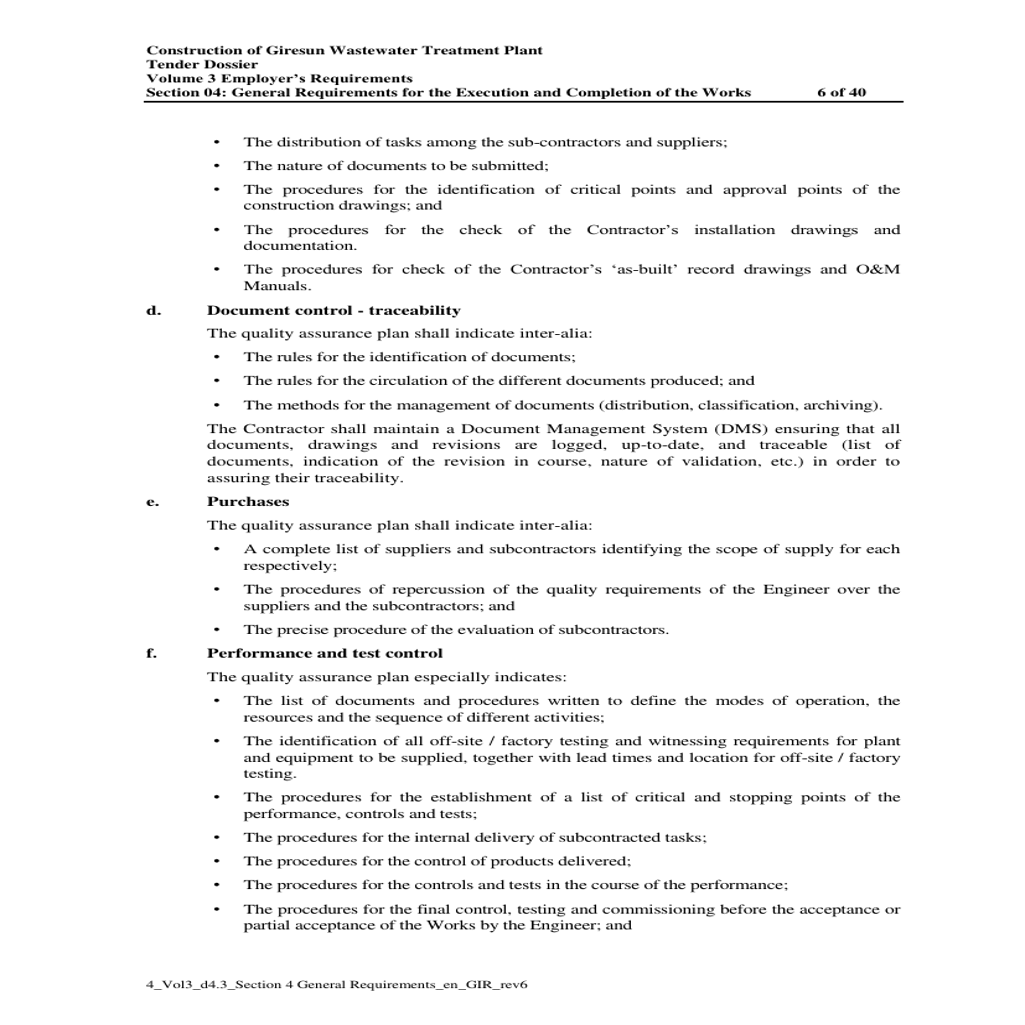 Construction of Giresun Wastewater Treatment Plant
Tender Dossier
Volume 3 Employer's Requirements
Section 04: General Requirements for the Execution and Completion of the Works 6 of 40
• The distribution of tasks among the sub-contractors and suppliers;
• The nature of documents to be submitted;
• The procedures for the identification of critical points and approval points of the
construction drawings; and
• The procedures for the check of the Contractor's installation drawings and
documentation.
• The procedures for check of the Contractor's 'as-built' record drawings and O&M
Manuals.
d. Document control - traceability
The quality assurance plan shall indicate inter-alia:
• The rules for the identification of documents;
• The rules for the circulation of the different documents produced; and
• The methods for the management of documents (distribution, classification, archiving).
The Contractor shall maintain a Document Management System (DMS) ensuring that all
documents, drawings and revisions are logged, up-to-date, and traceable (list of
documents, indication of the revision in course, nature of validation, etc.) in order to
assuring their traceability.
e. Purchases
The quality assurance plan shall indicate inter-alia:
• A complete list of suppliers and subcontractors identifying the scope of supply for each
respectively;
• The procedures of repercussion of the quality requirements of the Engineer over the
suppliers and the subcontractors; and
• The precise procedure of the evaluation of subcontractors.
f. Performance and test control
The quality assurance plan especially indicates:
• The list of documents and procedures written to define the modes of operation, the
resources and the sequence of different activities;
• The identification of all off-site / factory testing and witnessing requirements for plant
and equipment to be supplied, together with lead times and location for off-site / factory
testing.
• The procedures for the establishment of a list of critical and stopping points of the
performance, controls and tests;
• The procedures for the internal delivery of subcontracted tasks;
• The procedures for the control of products delivered;
• The procedures for the controls and tests in the course of the performance;
• The procedures for the final control, testing and commissioning before the acceptance or
partial acceptance of the Works by the Engineer; and
4_Vol3_d4.3_Section 4 General Requirements_en_GIR_rev6